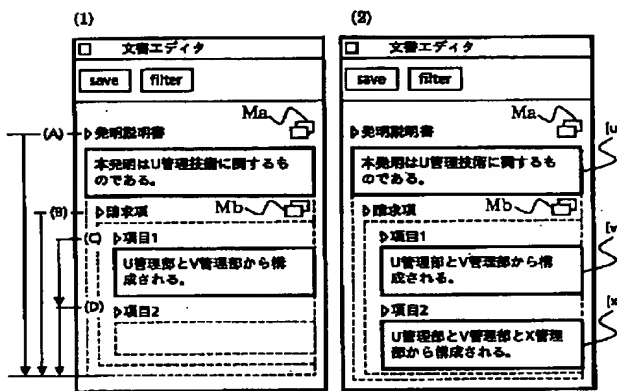 (1)
文書エディタ
save filter
Ma
(A) ▷発明説明書
本発明はU管理技術に関するも
のである。
(B) ▷請求項 Mb
(C) ▷項目1
U管理部とV管理部から構
成される。
(D) ▷項目2
(2)
文書エディタ
save filter
Ma
▷発明説明書
[u
本発明はU管理技術に関するも
のである。
▷請求項 Mb
▷項目1
[v
U管理部とV管理部から構
成される。
▷項目2
[x
U管理部とV管理部とX管理
部から構成される。